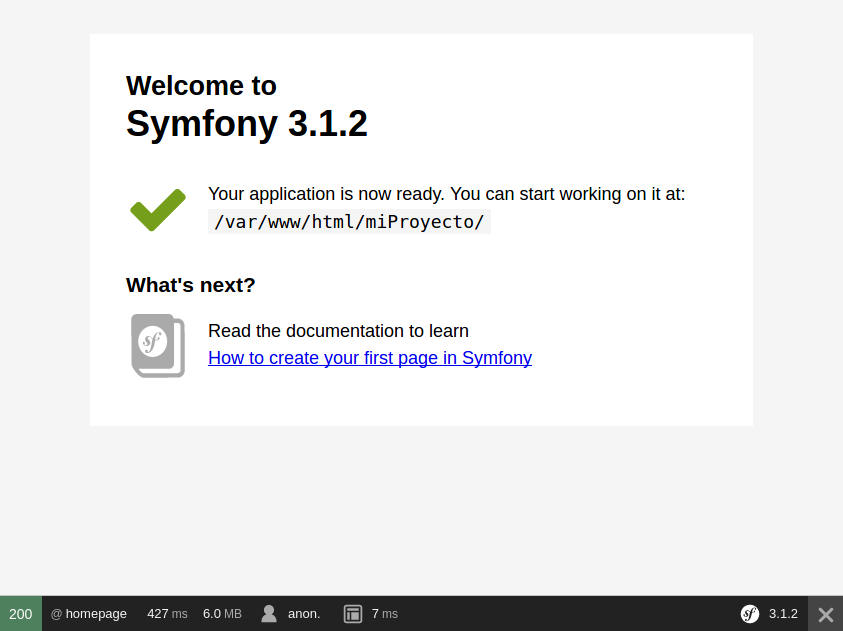 Welcome to
Symfony 3.1.2
Your application is now ready. You can start working on it at:
/var/www/html/miProyecto/
What's next?
sf
Read the documentation to learn
How to create your first page in Symfony
200 @ homepage 427 ms 6.0 MB anon. 7 ms sf 3.1.2